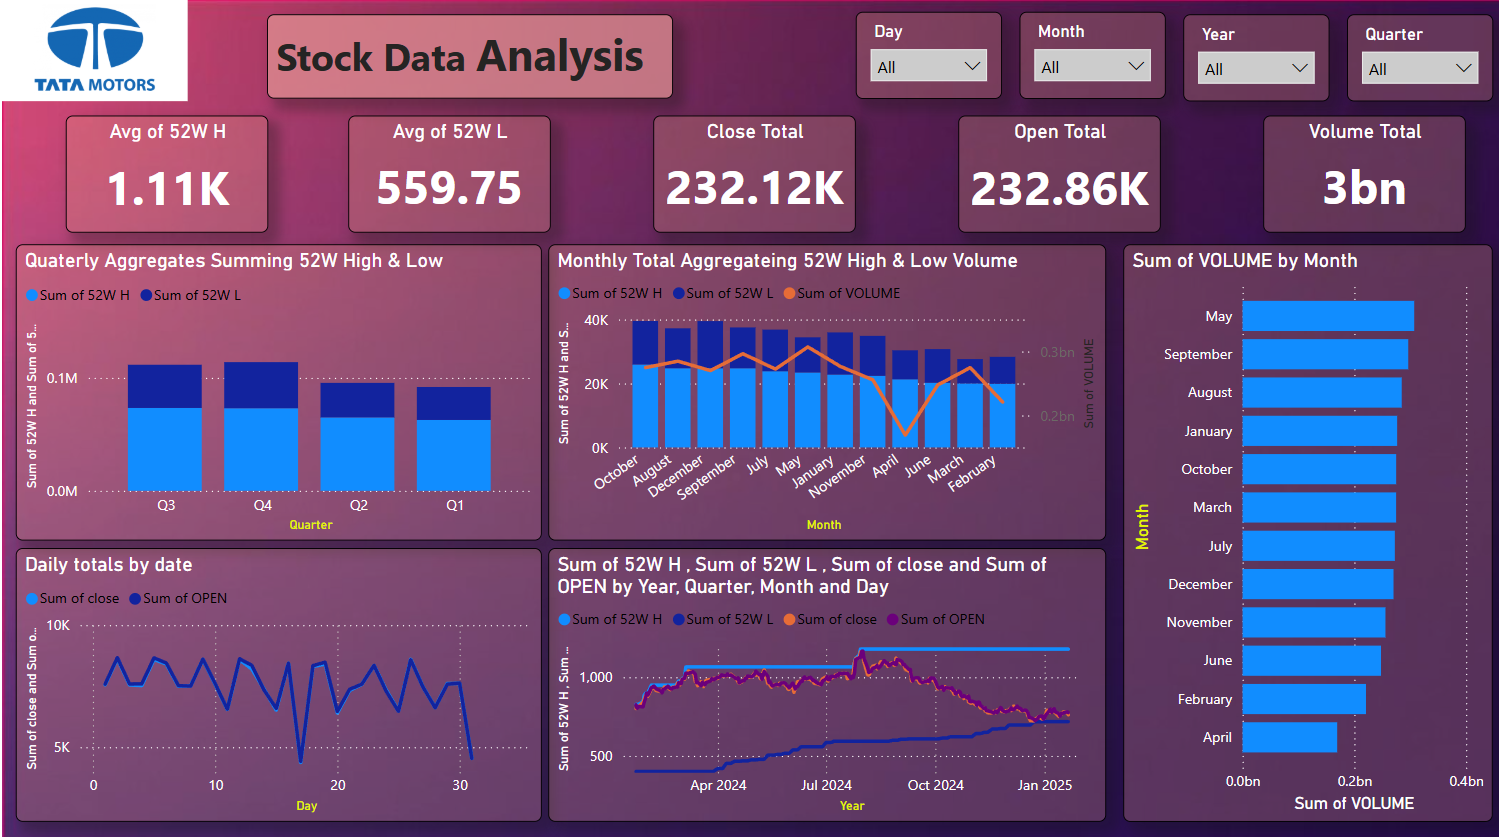 TATA MOTORS
Stock Data Analysis
Day
All
Month
All
Year
All
Quarter
All
Avg of 52W H
1.11K
Avg of 52W L
559.75
Close Total
232.12K
Open Total
232.86K
Volume Total
3bn
Quaterly Aggregates Summing 52W High & Low
Sum of 52W H Sum of 52W L
Sum of 52W H and Sum of 5...
0.1M
0.0M
Q3 Q4 Q2 Q1
Quarter
Monthly Total Aggregateing 52W High & Low Volume
Sum of 52W H Sum of 52W L Sum of VOLUME
Sum of 52W H and S...
40K
20K
0K
0.3bn
0.2bn
Sum of VOLUME
October August December September July May January November April June March February
Month
Sum of VOLUME by Month
Month
May
September
August
January
October
March
July
December
November
June
February
April
0.0bn 0.2bn 0.4bn
Sum of VOLUME
Daily totals by date
Sum of close Sum of OPEN
Sum of close and Sum o...
10K
5K
0 10 20 30
Day
Sum of 52W H , Sum of 52W L , Sum of close and Sum of
OPEN by Year, Quarter, Month and Day
Sum of 52W H Sum of 52W L Sum of close Sum of OPEN
Sum of 52W H , Sum ...
1,000
500
Apr 2024 Jul 2024 Oct 2024 Jan 2025
Year